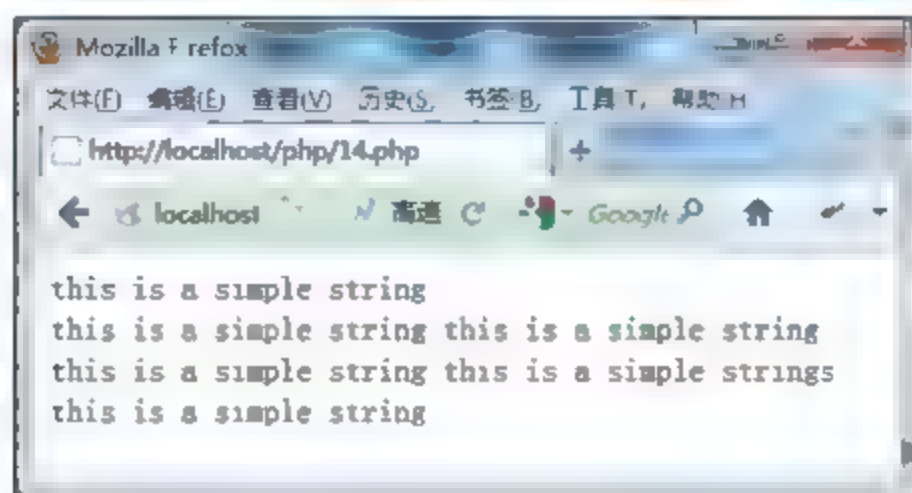 Mozilla Firefox
文件(F) 编辑(E) 查看(V) 历史(S) 书签(B) 工具(T) 帮助(H)
http://localhost/php/14.php +
localhost 高速 Google
this is a simple string
this is a simple string this is a simple string
this is a simple string this is a simple strings
this is a simple string